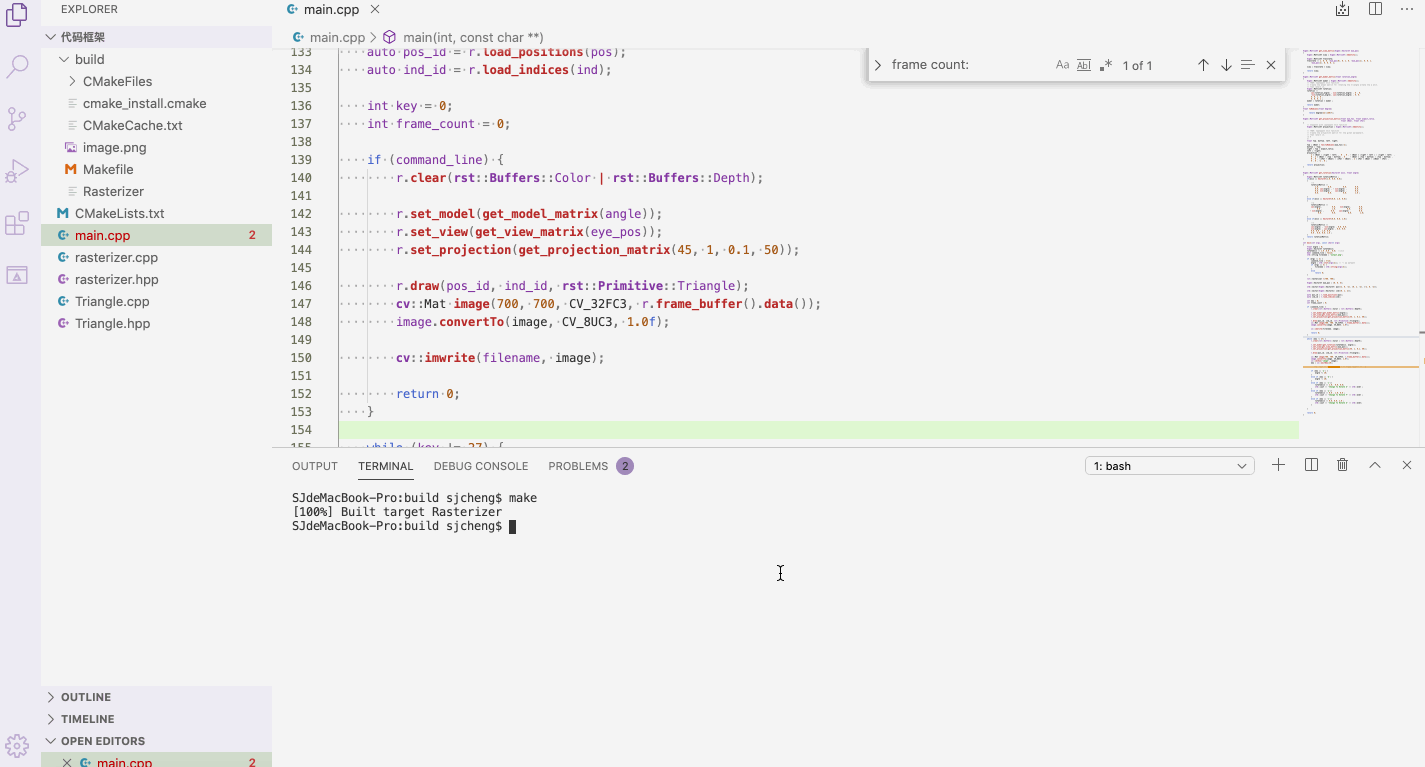 EXPLORER
代码框架
build
CMakeFiles
cmake_install.cmake
CMakeCache.txt
image.png
Makefile
Rasterizer
CMakeLists.txt
main.cpp 2
rasterizer.cpp
rasterizer.hpp
Triangle.cpp
Triangle.hpp
OUTLINE
TIMELINE
OPEN EDITORS
main.cpp 2
main.cpp
main.cpp > main(int, const char **)
frame count: Aa Abl .* 1 of 1
133 auto pos_id = r.load_positions(pos);
134 auto ind_id = r.load_indices(ind);
135
136 int key = 0;
137 int frame_count = 0;
138
139 if (command_line) {
140 r.clear(rst::Buffers::Color | rst::Buffers::Depth);
141
142 r.set_model(get_model_matrix(angle));
143 r.set_view(get_view_matrix(eye_pos));
144 r.set_projection(get_projection_matrix(45, 1, 0.1, 50));
145
146 r.draw(pos_id, ind_id, rst::Primitive::Triangle);
147 cv::Mat image(700, 700, CV_32FC3, r.frame_buffer().data());
148 image.convertTo(image, CV_8UC3, 1.0f);
149
150 cv::imwrite(filename, image);
151
152 return 0;
153 }
154
155 while (key != 27) {
OUTPUT TERMINAL DEBUG CONSOLE PROBLEMS 2 1: bash
SJdeMacBook-Pro:build sjcheng$ make
[100%] Built target Rasterizer
SJdeMacBook-Pro:build sjcheng$